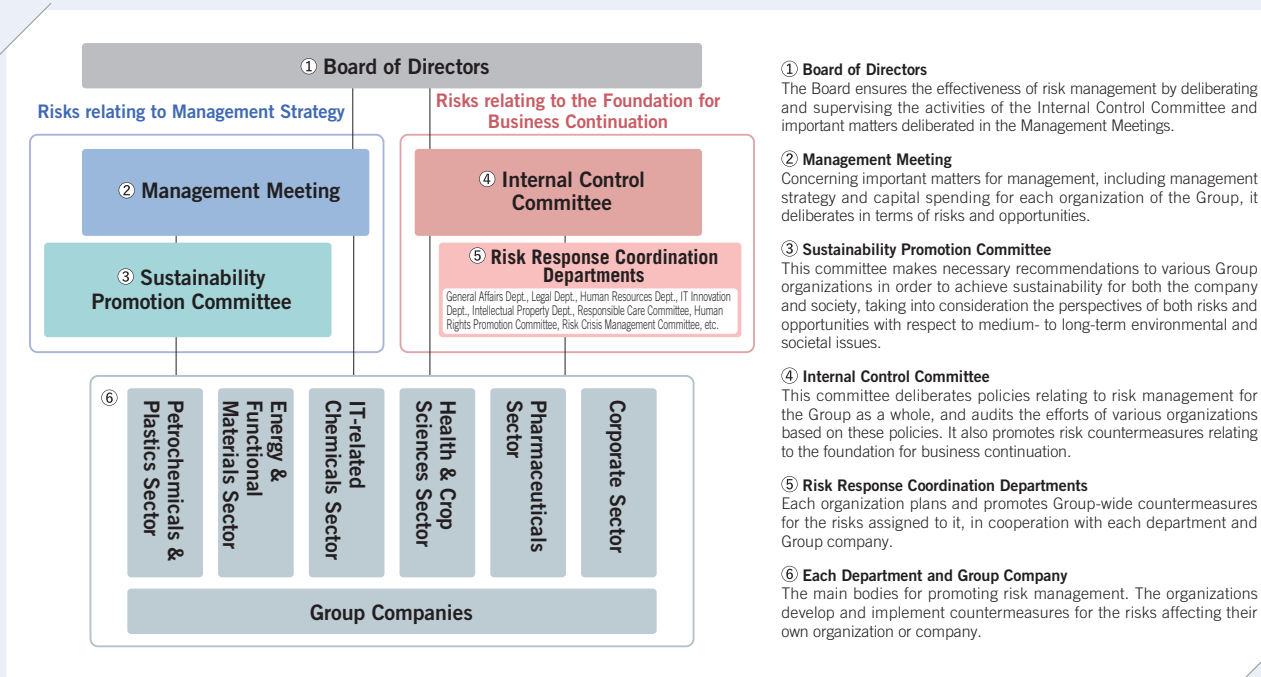 ① Board of Directors
Risks relating to Management Strategy
Risks relating to the Foundation for
Business Continuation
② Management Meeting
③ Sustainability
Promotion Committee
④ Internal Control
Committee
⑤ Risk Response Coordination
Departments
General Affairs Dept., Legal Dept., Human Resources Dept., IT Innovation
Dept., Intellectual Property Dept., Responsible Care Committee, Human
Rights Promotion Committee, Risk Crisis Management Committee, etc.
⑥
Petrochemicals &
Plastics Sector
Energy &
Functional
Materials Sector
IT-related
Chemicals Sector
Health & Crop
Sciences Sector
Pharmaceuticals
Sector
Corporate Sector
Group Companies
① Board of Directors
The Board ensures the effectiveness of risk management by deliberating
and supervising the activities of the Internal Control Committee and
important matters deliberated in the Management Meetings.
② Management Meeting
Concerning important matters for management, including management
strategy and capital spending for each organization of the Group, it
deliberates in terms of risks and opportunities.
③ Sustainability Promotion Committee
This committee makes necessary recommendations to various Group
organizations in order to achieve sustainability for both the company
and society, taking into consideration the perspectives of both risks and
opportunities with respect to medium- to long-term environmental and
societal issues.
④ Internal Control Committee
This committee deliberates policies relating to risk management for
the Group as a whole, and audits the efforts of various organizations
based on these policies. It also promotes risk countermeasures relating
to the foundation for business continuation.
⑤ Risk Response Coordination Departments
Each organization plans and promotes Group-wide countermeasures
for the risks assigned to it, in cooperation with each department and
Group company.
⑥ Each Department and Group Company
The main bodies for promoting risk management. The organizations
develop and implement countermeasures for the risks affecting their
own organization or company.